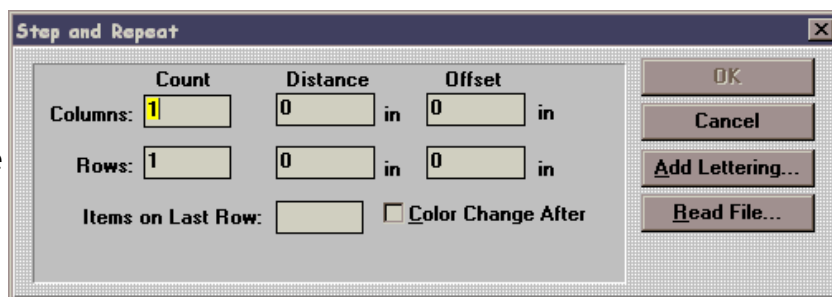 Step and Repeat
Count Distance Offset
Columns: 1 0 in 0 in
Rows: 1 0 in 0 in
Items on Last Row: Color Change After
OK
Cancel
Add Lettering...
Read File...